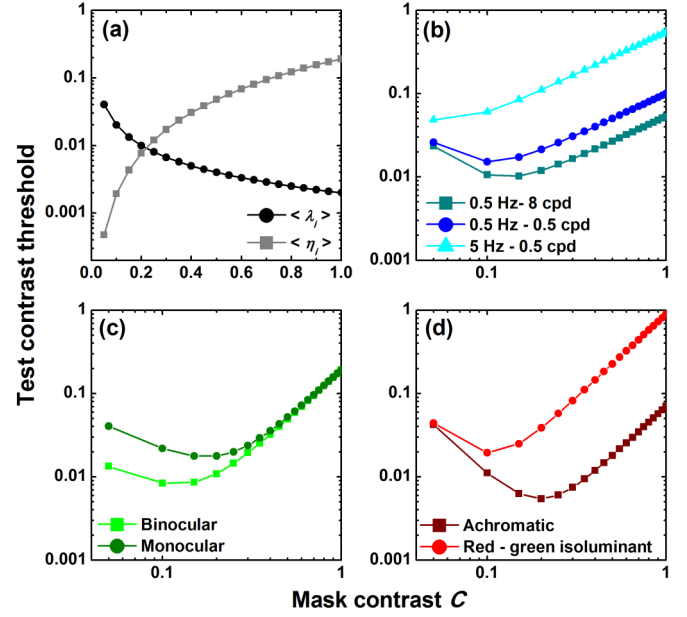 Test contrast threshold
(a)
1
0.1
0.01
0.001
< λi >
< ηi >
0.0 0.2 0.4 0.6 0.8 1.0
(b)
1
0.1
0.01
0.001
0.5 Hz- 8 cpd
0.5 Hz - 0.5 cpd
5 Hz - 0.5 cpd
0.1 1
(c)
1
0.1
0.01
0.001
Binocular
Monocular
0.1 1
(d)
1
0.1
0.01
0.001
Achromatic
Red - green isoluminant
0.1 1
Mask contrast C